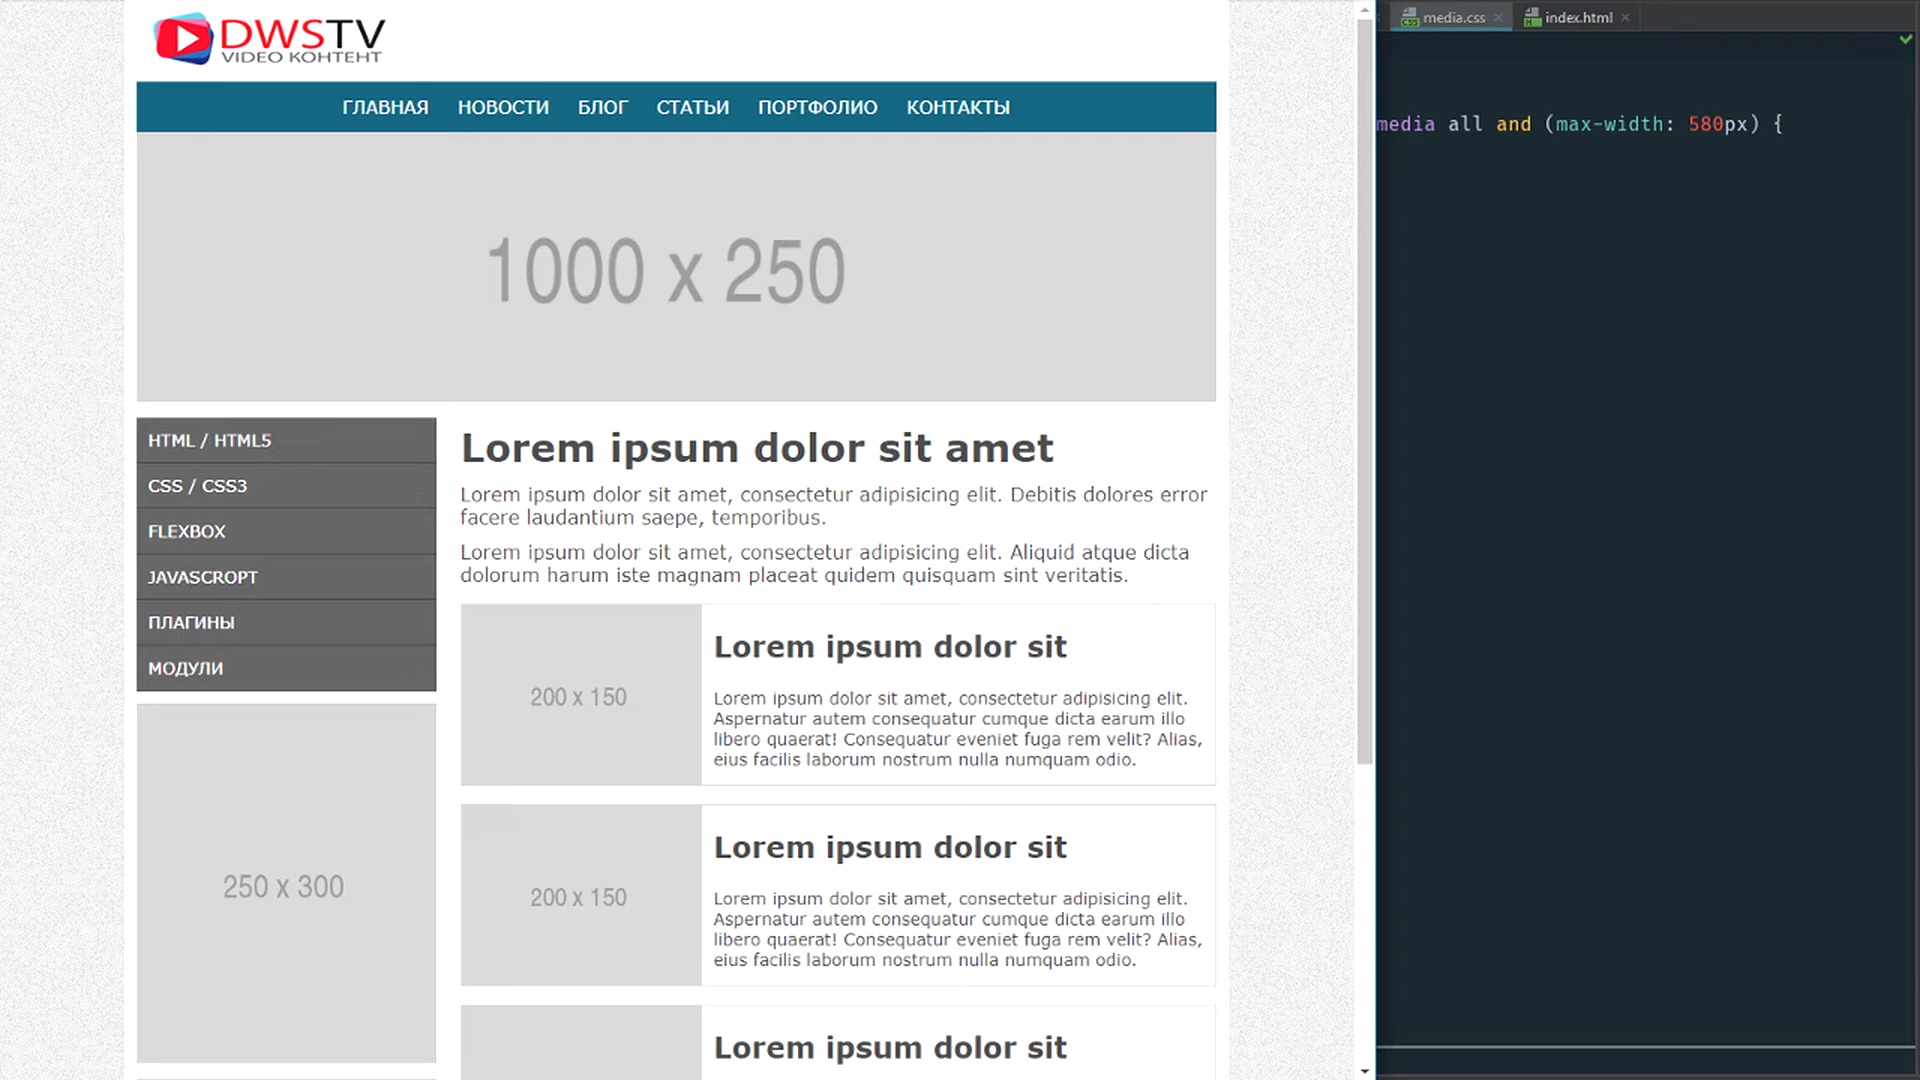 DWSTV
VIDEO КОНТЕНТ
ГЛАВНАЯ НОВОСТИ БЛОГ СТАТЬИ ПОРТФОЛИО КОНТАКТЫ
1000 x 250
HTML / HTML5
CSS / CSS3
FLEXBOX
JAVASCROPT
ПЛАГИНЫ
МОДУЛИ
250 x 300
Lorem ipsum dolor sit amet
Lorem ipsum dolor sit amet, consectetur adipisicing elit. Debitis dolores error
facere laudantium saepe, temporibus.
Lorem ipsum dolor sit amet, consectetur adipisicing elit. Aliquid atque dicta
dolorum harum iste magnam placeat quidem quisquam sint veritatis.
200 x 150
Lorem ipsum dolor sit
Lorem ipsum dolor sit amet, consectetur adipisicing elit.
Aspernatur autem consequatur cumque dicta earum illo
libero quaerat! Consequatur eveniet fuga rem velit? Alias,
eius facilis laborum nostrum nulla numquam odio.
200 x 150
Lorem ipsum dolor sit
Lorem ipsum dolor sit amet, consectetur adipisicing elit.
Aspernatur autem consequatur cumque dicta earum illo
libero quaerat! Consequatur eveniet fuga rem velit? Alias,
eius facilis laborum nostrum nulla numquam odio.
Lorem ipsum dolor sit
media.css index.html
media all and (max-width: 580px) {